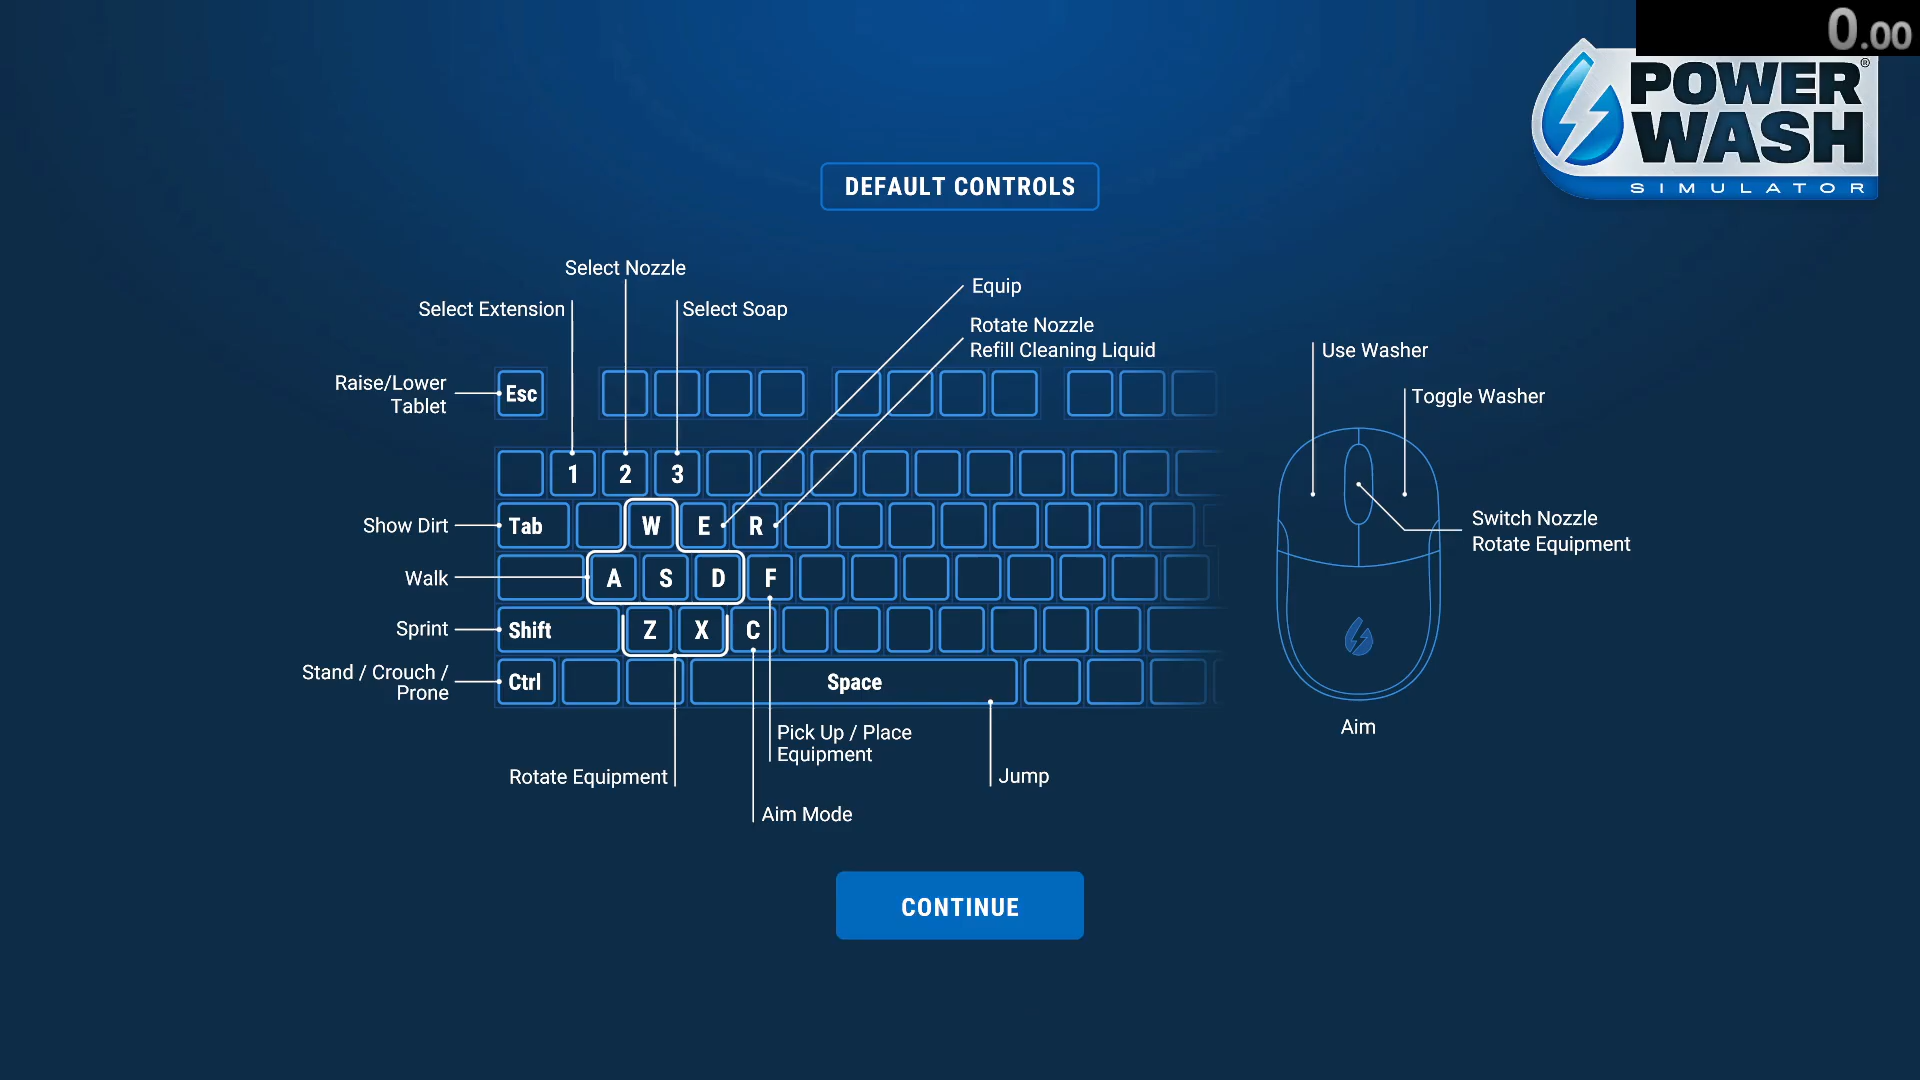 0.00
POWER®
WASH
SIMULATOR
DEFAULT CONTROLS
Select Nozzle
Select Extension
Select Soap
Equip
Rotate Nozzle
Refill Cleaning Liquid
Use Washer
Toggle Washer
Raise/Lower
Tablet
Esc
1 2 3
Show Dirt
Tab W E R
Switch Nozzle
Rotate Equipment
Walk
A S D F
Sprint
Shift Z X C
Stand / Crouch /
Prone
Ctrl Space
Aim
Pick Up / Place
Equipment
Rotate Equipment
Jump
Aim Mode
CONTINUE